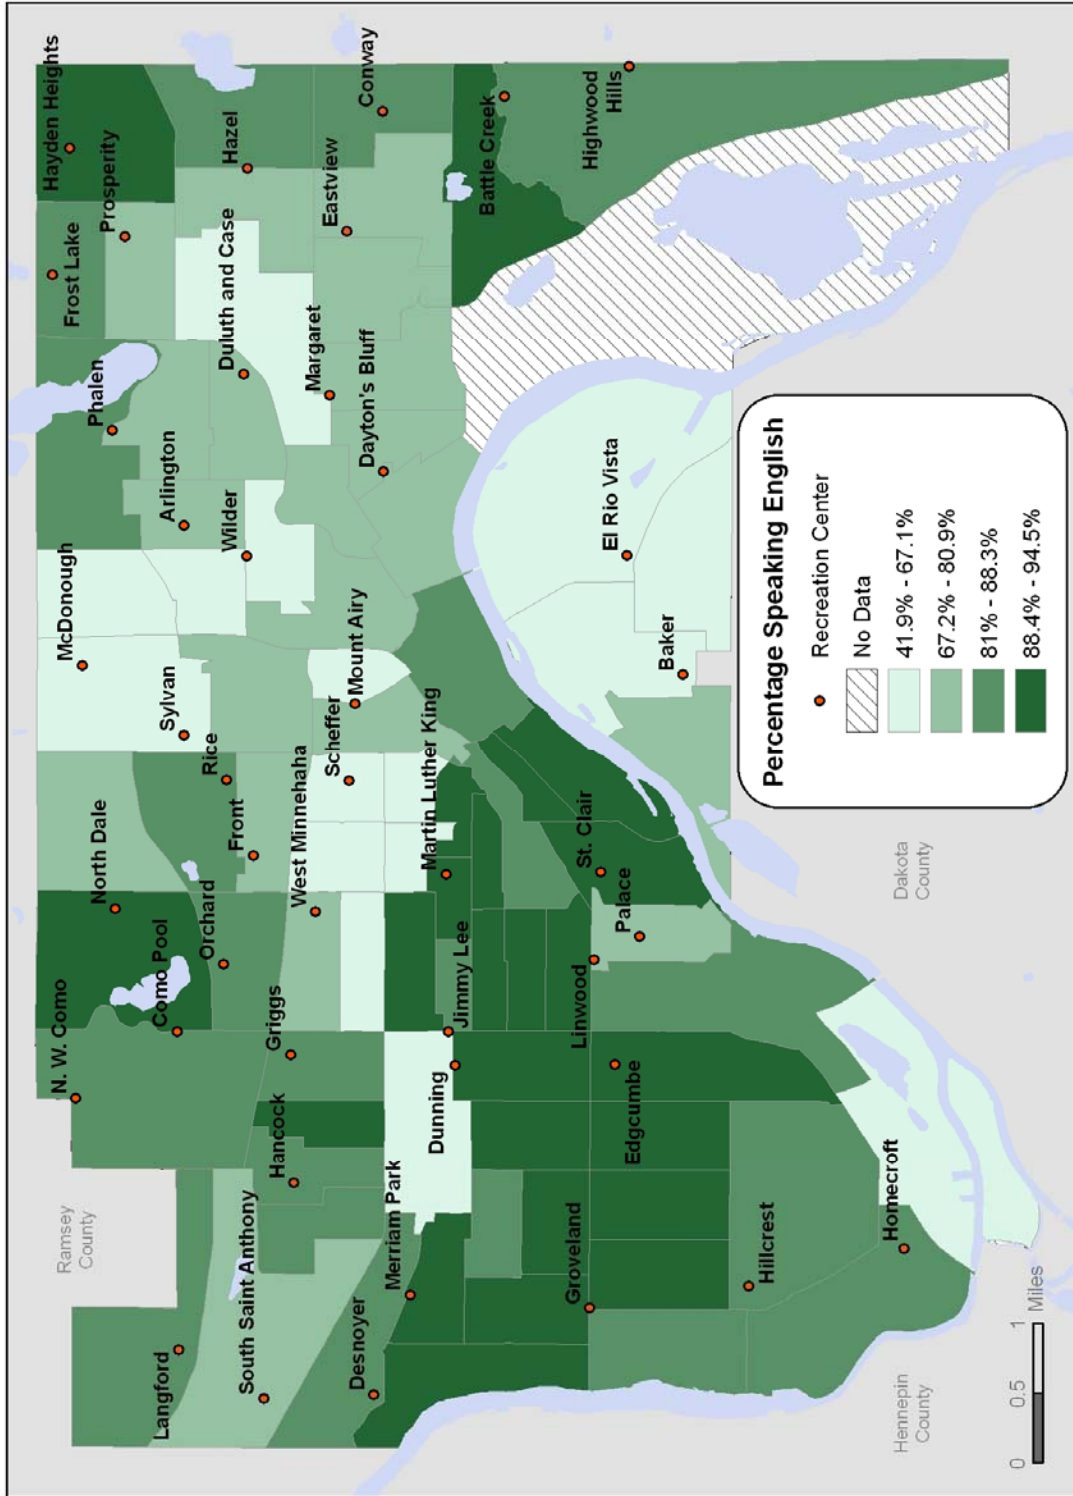 Ramsey
County
N. W. Como
North Dale
McDonough
Phalen
Frost Lake
Hayden Heights
Prosperity
Langford
Como Pool
Sylvan
Arlington
South Saint Anthony
Hancock
Griggs
Orchard
Front
Rice
Wilder
Duluth and Case
Hazel
West Minnehaha
Desnoyer
Merriam Park
Scheffer
Mount Airy
Dayton's Bluff
Margaret
Eastview
Conway
Dunning
Jimmy Lee
Martin Luther King
Battle Creek
Groveland
Edgcumbe
Linwood
Palace
St. Clair
El Rio Vista
Highwood
Hills
Baker
Hillcrest
Homecroft
Hennepin
County
Dakota
County
0 0.5 1
Miles
Percentage Speaking English
Recreation Center
No Data
41.9% - 67.1%
67.2% - 80.9%
81% - 88.3%
88.4% - 94.5%